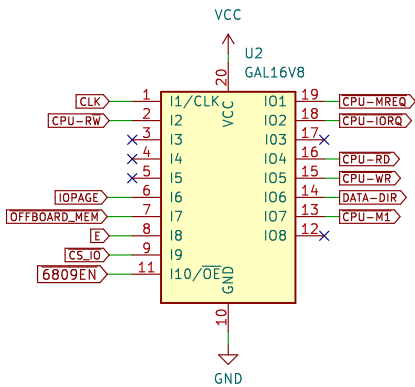 VCC
U2
GAL16V8
20
CLK 1 I1/CLK VCC IO1 19 CPU-MREQ
CPU-RW 2 I2 IO2 18 CPU-IORQ
3 I3 IO3 17
4 I4 IO4 16 CPU-RD
5 I5 IO5 15 CPU-WR
IOPAGE 6 I6 IO6 14 DATA-DIR
OFFBOARD_MEM 7 I7 IO7 13 CPU-M1
E 8 I8 IO8 12
CS_IO 9 I9
6809EN 11 I10/OE GND
10
GND